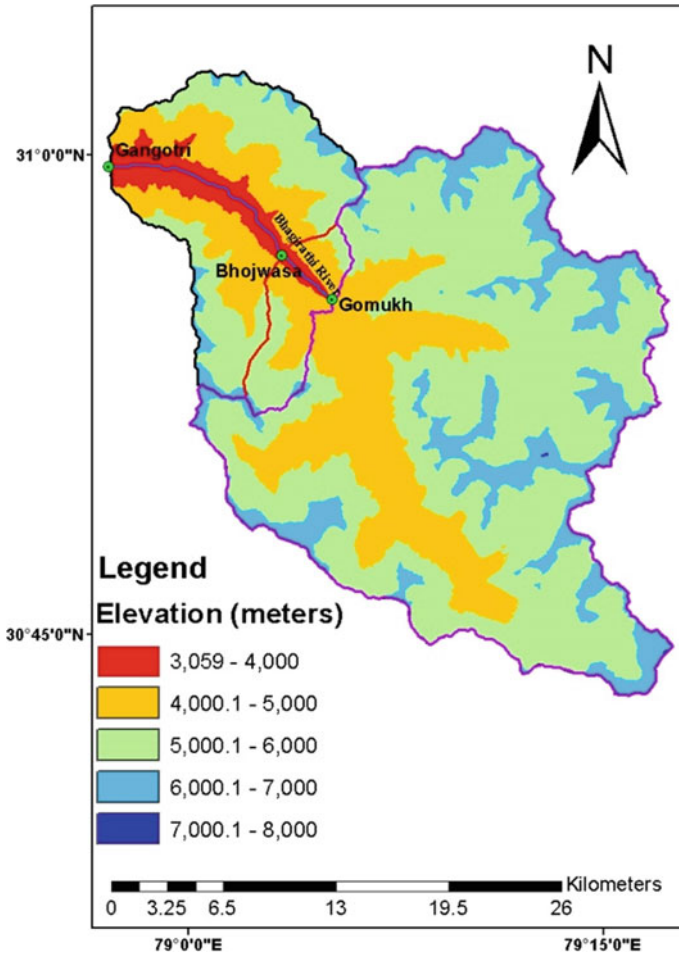 N
31°0'0"N
Gangotri
Bhagirathi River
Bhojwasa
Gomukh
Legend
Elevation (meters)
30°45'0"N
3,059 - 4,000
4,000.1 - 5,000
5,000.1 - 6,000
6,000.1 - 7,000
7,000.1 - 8,000
Kilometers
0 3.25 6.5 13 19.5 26
79°0'0"E 79°15'0"E